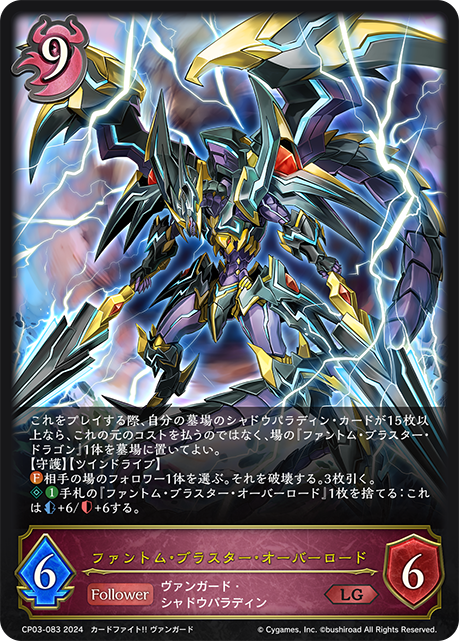 9
これをプレイする際、自分の墓場のシャドウパラディン・カードが15枚以
上なら、これの元のコストを払うのではなく、場の『ファントム・ブラスター・
ドラゴン』1体を墓場に置いてよい。
【守護】【ツインドライブ】
F 相手の場のフォロワー1体を選ぶ。それを破壊する。3枚引く。
1 手札の『ファントム・ブラスター・オーバーロード』1枚を捨てる:これ
は +6/ +6する。
ファントム・ブラスター・オーバーロード
6
Follower
ヴァンガード・
シャドウパラディン
LG
6
CP03-083 2024 カードファイト!! ヴァンガード
© Cygames, Inc. ©bushiroad All Rights Reserved.